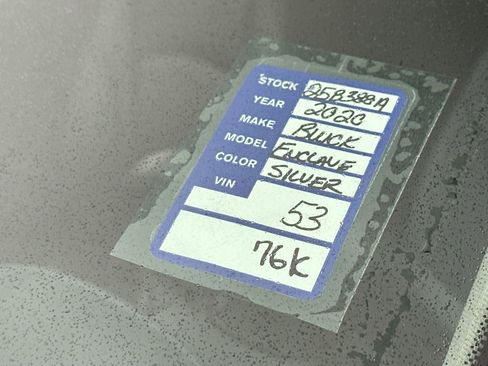 STOCK 25B388A
YEAR 2020
MAKE BUICK
MODEL ENCLAVE
COLOR SILVER
VIN
53
76K